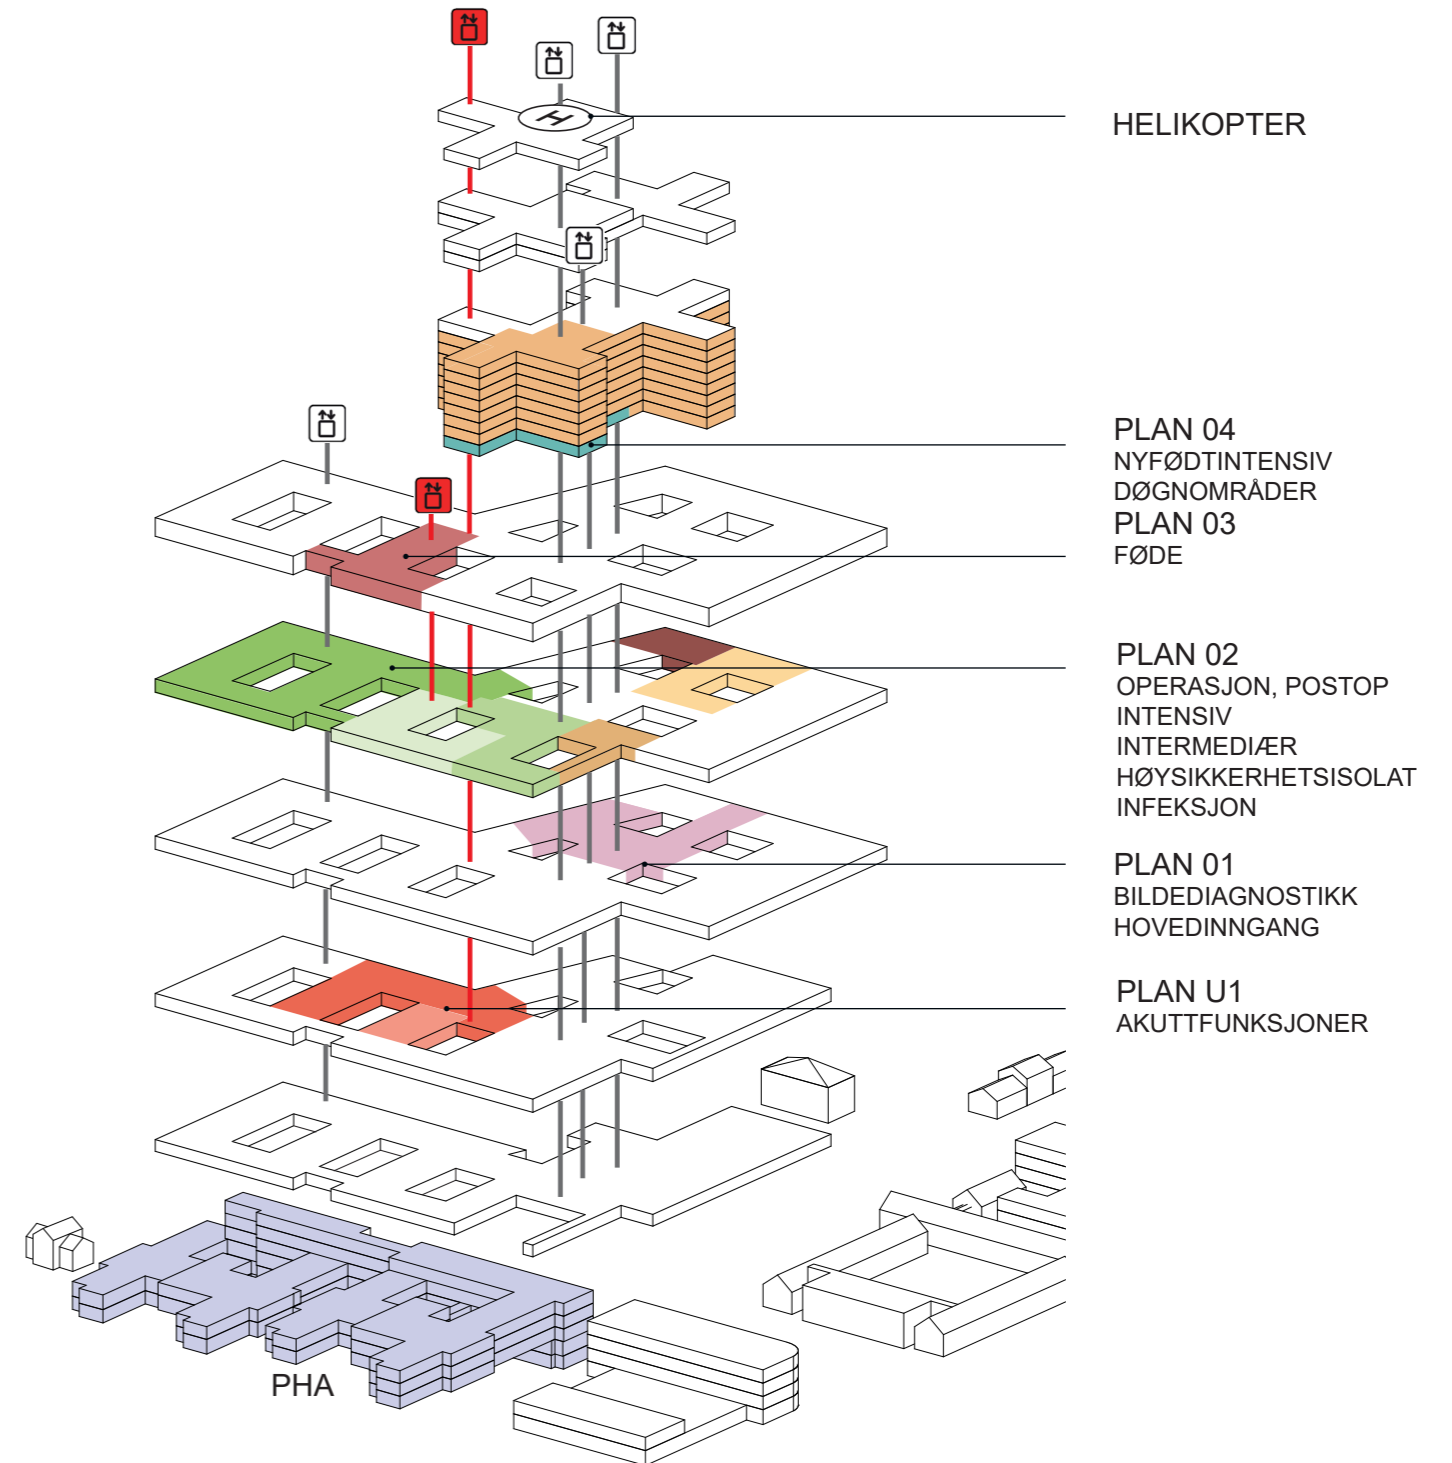 HELIKOPTER
H
PLAN 04
NYFØDTINTENSIV
DØGNOMRÅDER
PLAN 03
FØDE
PLAN 02
OPERASJON, POSTOP
INTENSIV
INTERMEDIÆR
HØYSIKKERHETSISOLAT
INFEKSJON
PLAN 01
BILDEDIAGNOSTIKK
HOVEDINNGANG
PLAN U1
AKUTTFUNKSJONER
PHA